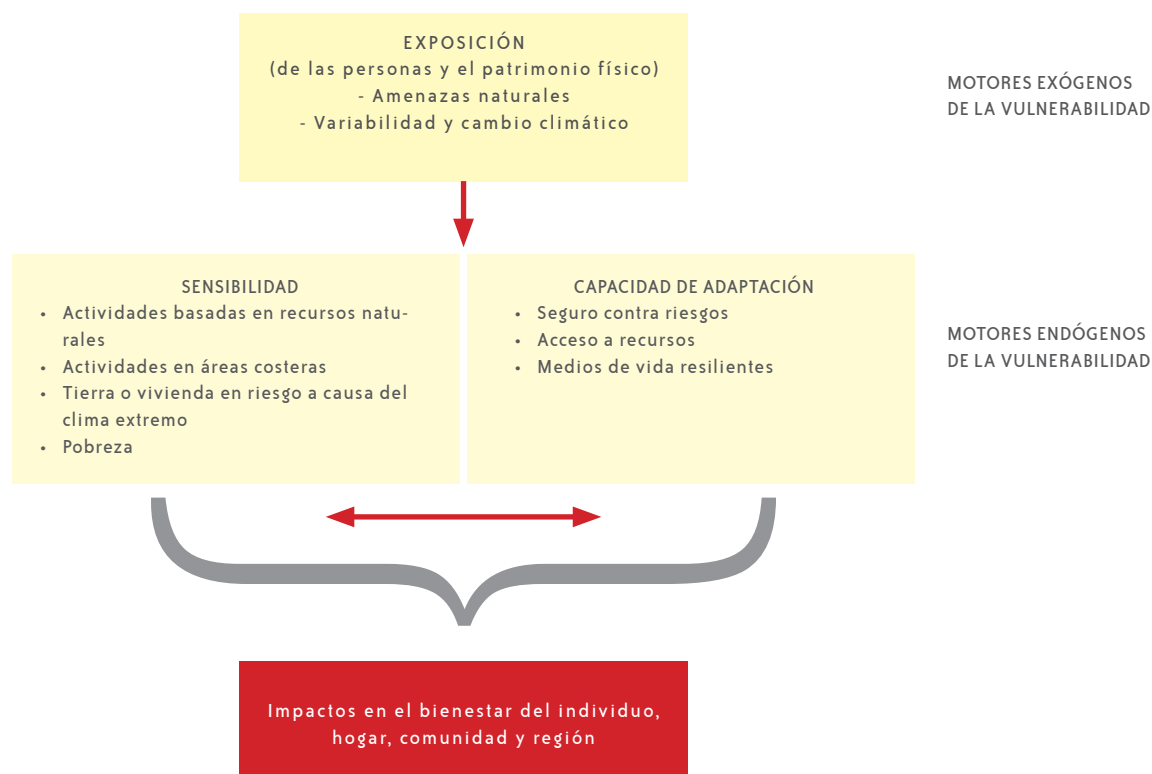 EXPOSICIÓN
(de las personas y el patrimonio físico)
- Amenazas naturales
- Variabilidad y cambio climático
MOTORES EXÓGENOS
DE LA VULNERABILIDAD
SENSIBILIDAD
• Actividades basadas en recursos natu-
rales
• Actividades en áreas costeras
• Tierra o vivienda en riesgo a causa del
clima extremo
• Pobreza
CAPACIDAD DE ADAPTACIÓN
• Seguro contra riesgos
• Acceso a recursos
• Medios de vida resilientes
MOTORES ENDÓGENOS
DE LA VULNERABILIDAD
Impactos en el bienestar del individuo,
hogar, comunidad y región